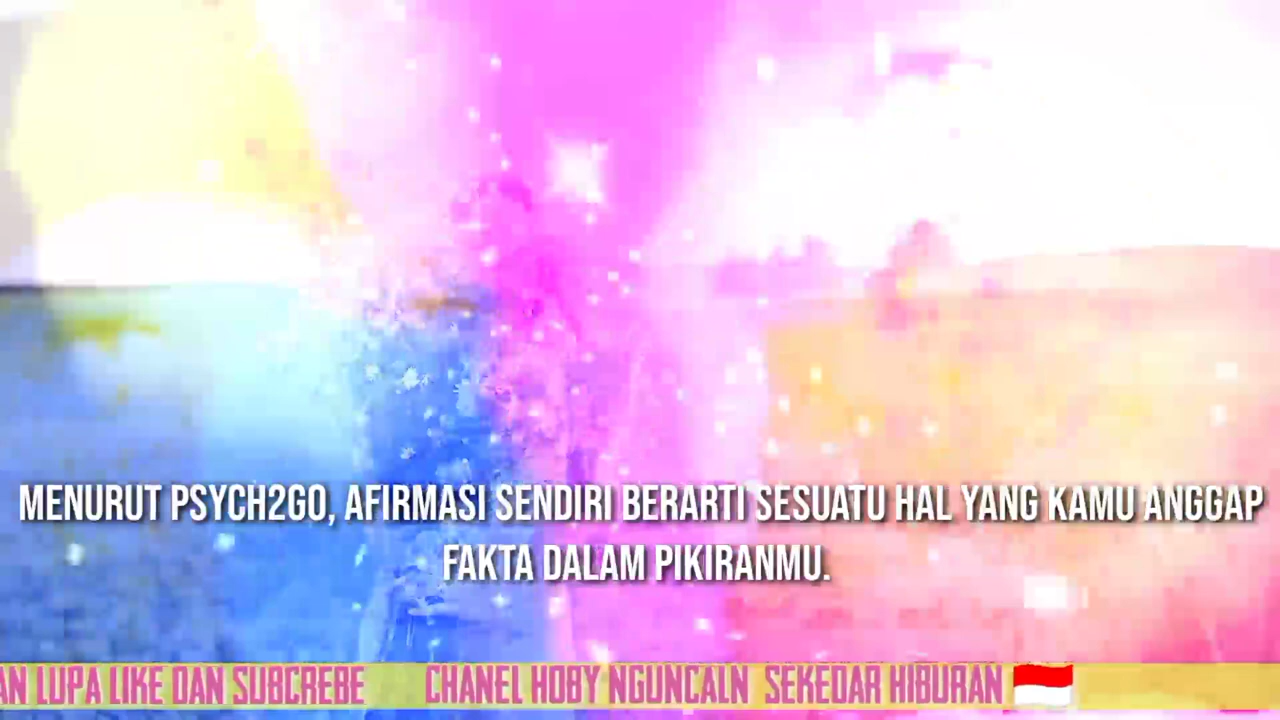 MENURUT PSYCH2GO, AFIRMASI SENDIRI BERARTI SESUATU HAL YANG KAMU ANGGAP
FAKTA DALAM PIKIRANMU.
AN LUPA LIKE DAN SUBCREBE CHANEL HOBY NGUNCALN SEKEDAR HIBURAN